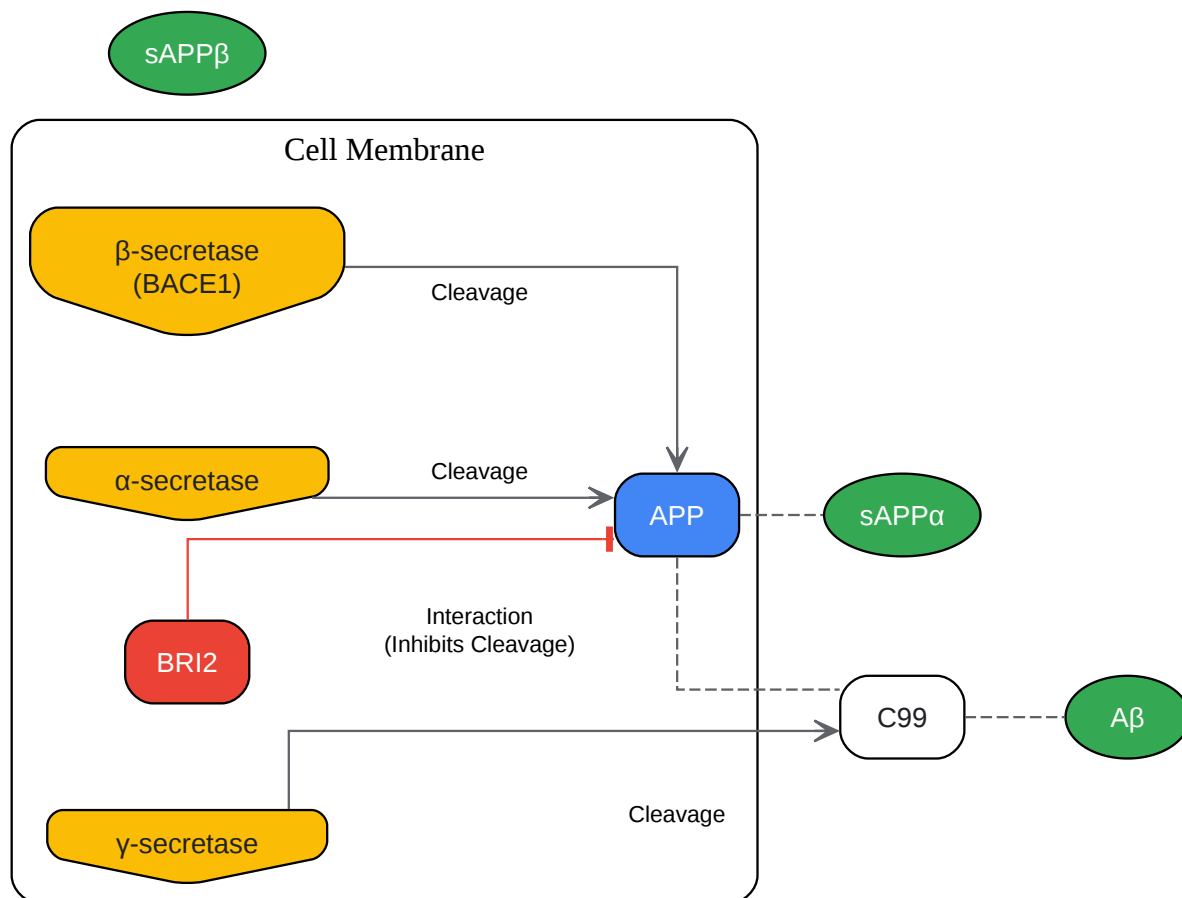 sAPPβ
Cell Membrane
β-secretase
(BACE1)
Cleavage
α-secretase
Cleavage
APP
sAPPα
Interaction
(Inhibits Cleavage)
BRI2
C99
Aβ
Cleavage
γ-secretase